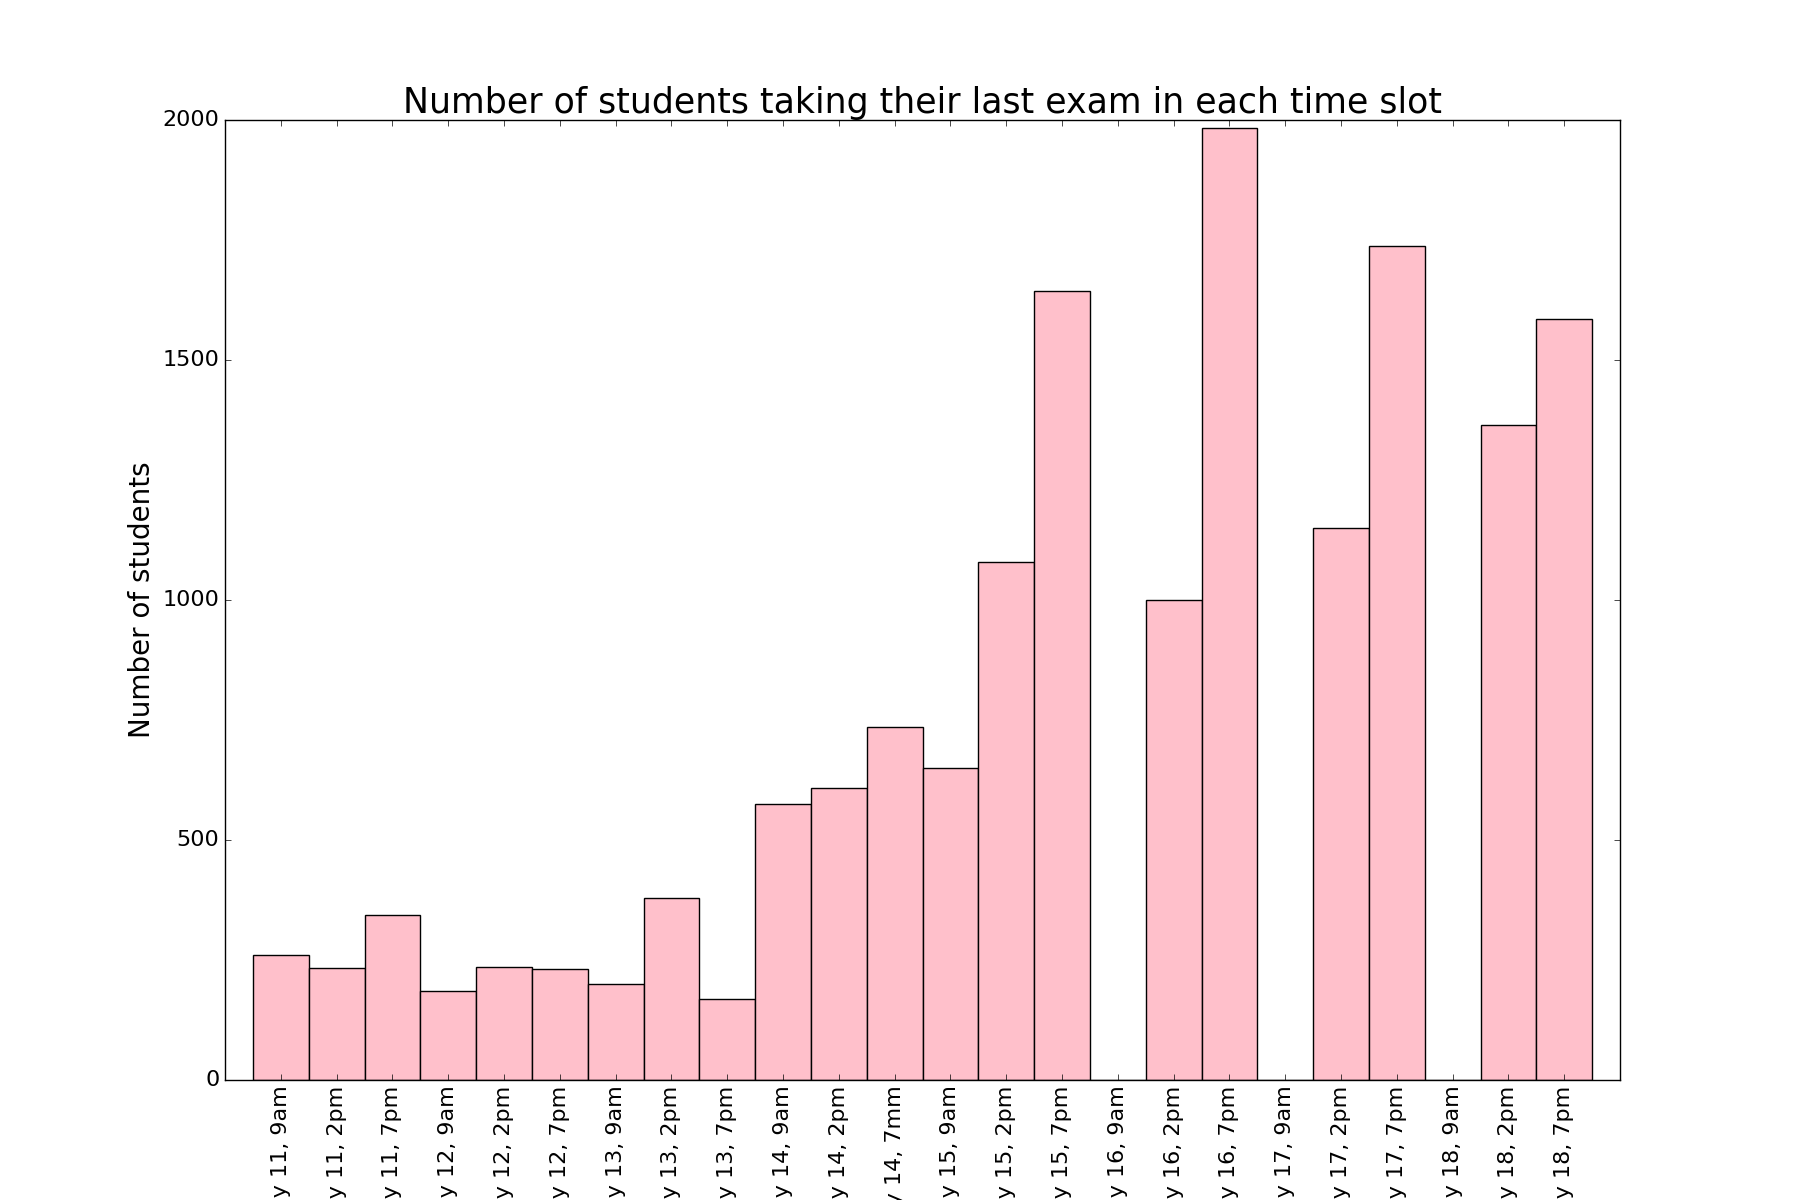 Number of students taking their last exam in each time slot
Number of students
2000
1500
1000
500
0
y 11, 9am
y 11, 2pm
y 11, 7pm
y 12, 9am
y 12, 2pm
y 12, 7pm
y 13, 9am
y 13, 2pm
y 13, 7pm
y 14, 9am
y 14, 2pm
y 14, 7mm
y 15, 9am
y 15, 2pm
y 15, 7pm
y 16, 9am
y 16, 2pm
y 16, 7pm
y 17, 9am
y 17, 2pm
y 17, 7pm
y 18, 9am
y 18, 2pm
y 18, 7pm